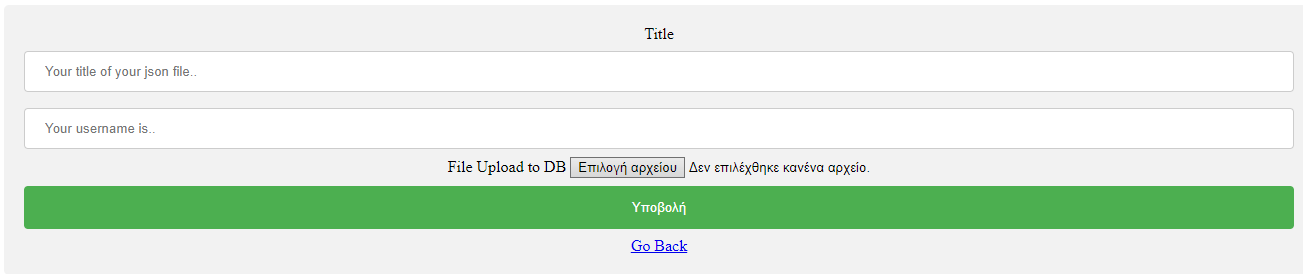 Title
Your title of your json file..
Your username is..
File Upload to DB Επιλογή αρχείου Δεν επιλέχθηκε κανένα αρχείο.
Υποβολή
Go Back